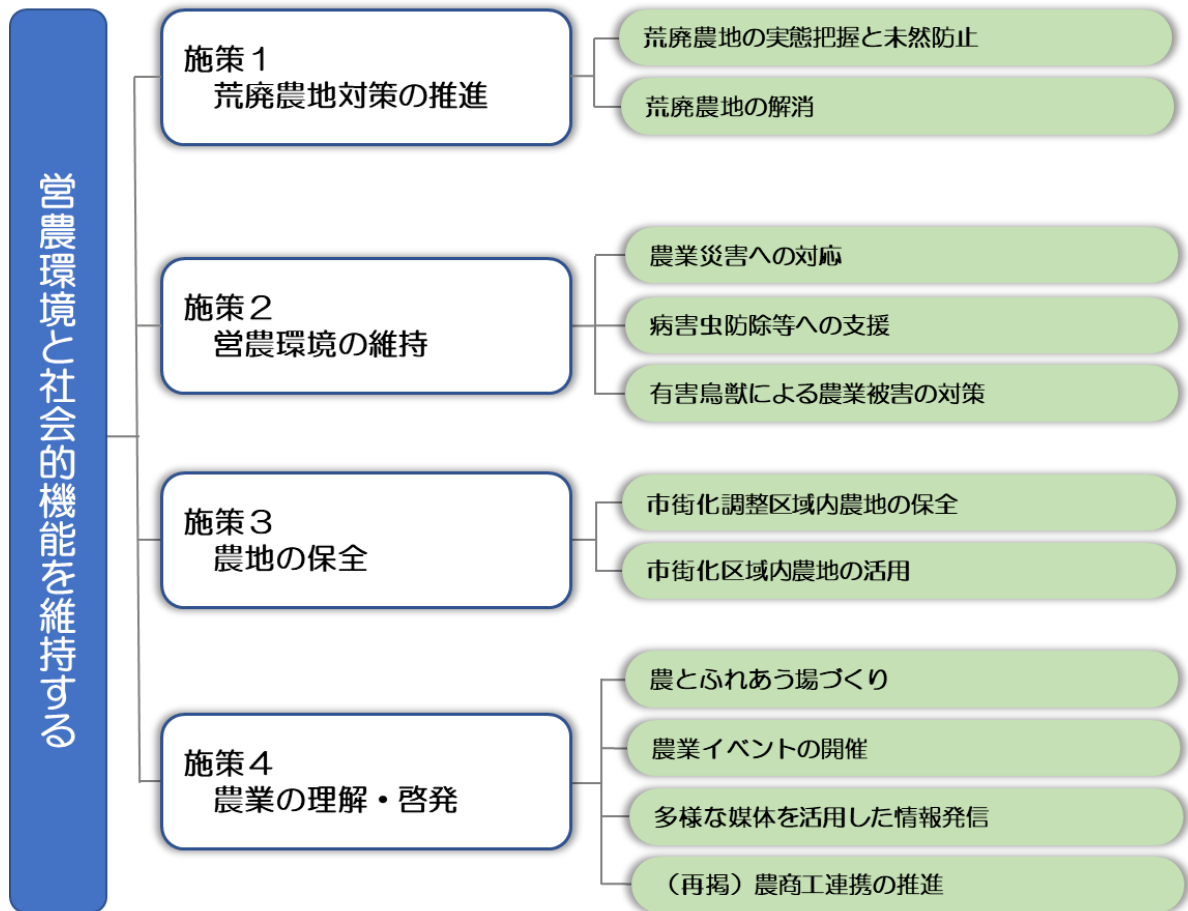 営農環境と社会的機能を維持する
施策１
荒廃農地対策の推進
荒廃農地の実態把握と未然防止
荒廃農地の解消
施策２
営農環境の維持
農業災害への対応
病害虫防除等への支援
有害鳥獣による農業被害の対策
施策３
農地の保全
市街化調整区域内農地の保全
市街化区域内農地の活用
施策４
農業の理解・啓発
農とふれあう場づくり
農業イベントの開催
多様な媒体を活用した情報発信
（再掲）農商工連携の推進